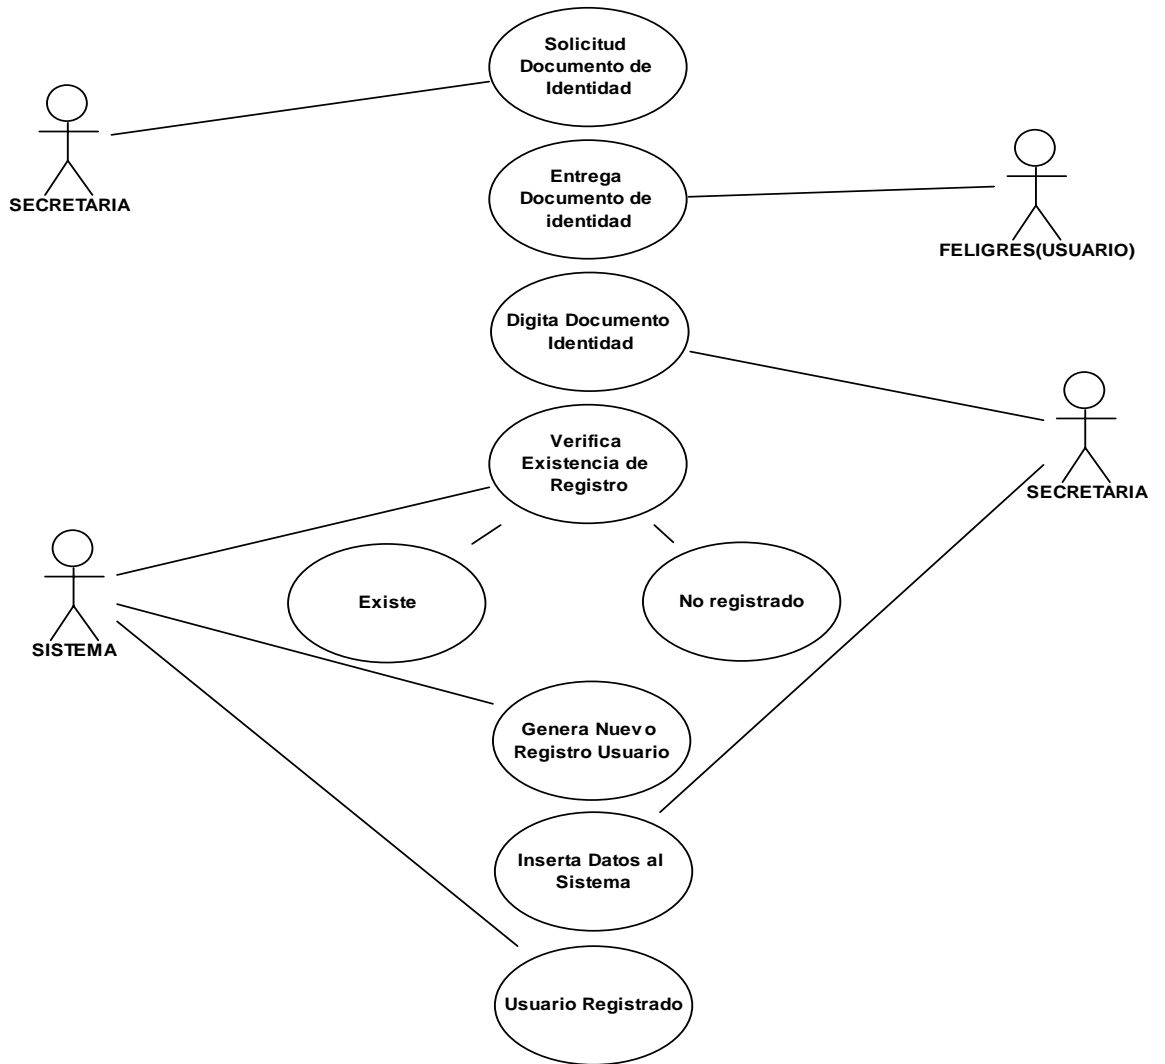 Solicitud
Documento de
Identidad
SECRETARIA
Entrega
Documento de
identidad
FELIGRES(USUARIO)
Digita Documento
Identidad
Verifica
Existencia de
Registro
SECRETARIA
Existe
No registrado
SISTEMA
Genera Nuevo
Registro Usuario
Inserta Datos al
Sistema
Usuario Registrado